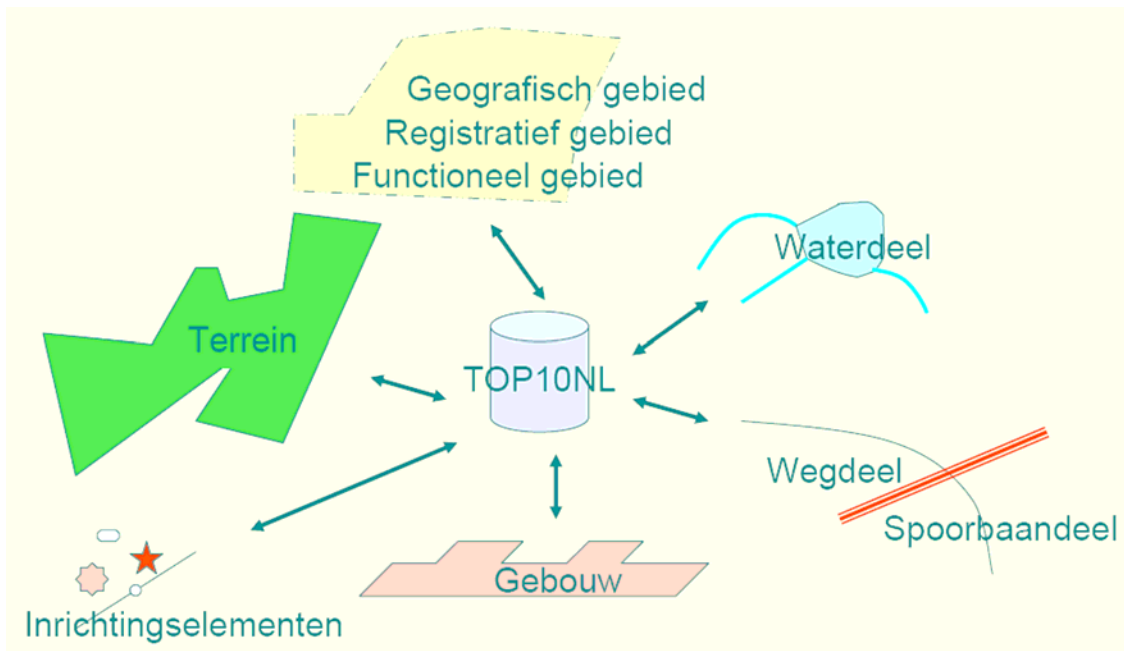 Geografisch gebied
Registratief gebied
Functioneel gebied
Waterdeel
Terrein
TOP10NL
Wegdeel
Spoorbaandeel
Gebouw
Inrichtingselementen